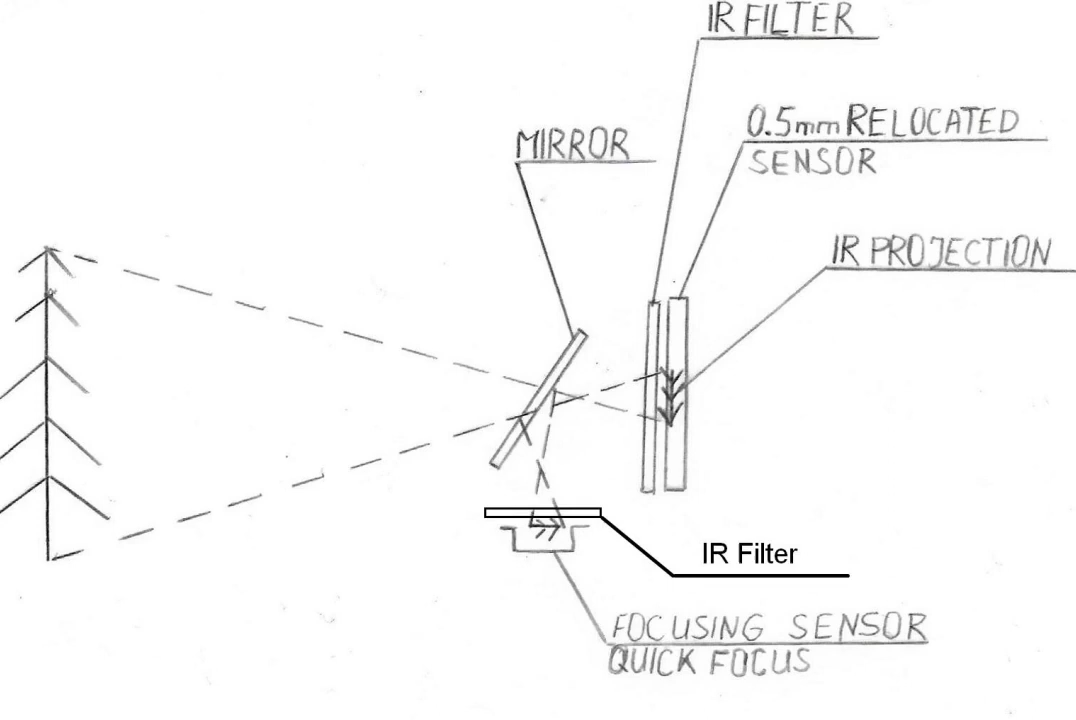 IR FILTER
0.5mm RELOCATED
SENSOR
MIRROR
IR PROJECTION
IR Filter
FOCUSING SENSOR
QUICK FOCUS